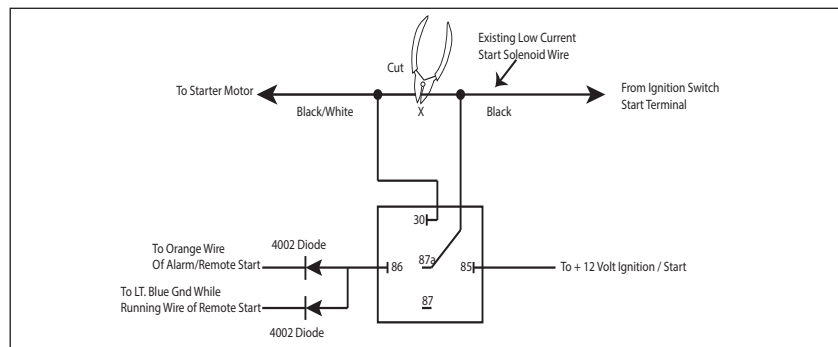 Existing Low Current
Start Solenoid Wire
Cut
To Starter Motor
From Ignition Switch
Start Terminal
Black/White
X
Black
30
To Orange Wire
Of Alarm/Remote Start
4002 Diode
86
87a
85
To + 12 Volt Ignition / Start
To LT. Blue Gnd While
Running Wire of Remote Start
87
4002 Diode